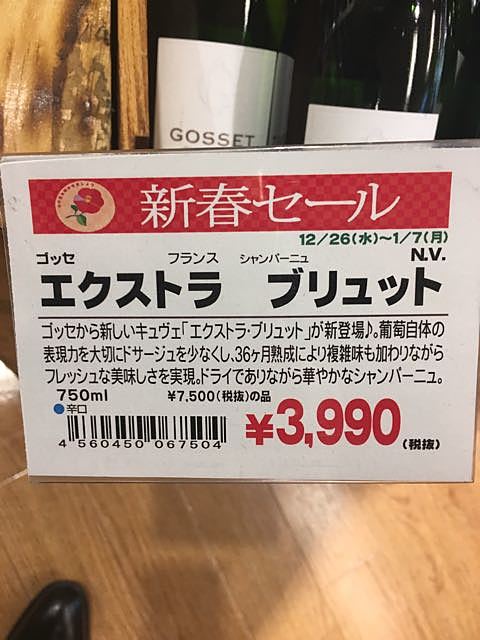 GOSSET
新春セール
12/26(水)～1/7(月)
ゴッセ フランス シャンパーニュ N.V.
エクストラ ブリュット
ゴッセから新しいキュヴェ｢エクストラ･ブリュット｣が新登場♪。葡萄自体の
表現力を大切にドサージュを少なくし､36ヶ月熟成により複雑味も加わりながら
フレッシュな美味しさを実現。ドライでありながら華やかなシャンパーニュ。
750ml ¥7,500(税抜)の品
辛口
¥3,990(税抜)
4 560450 067504